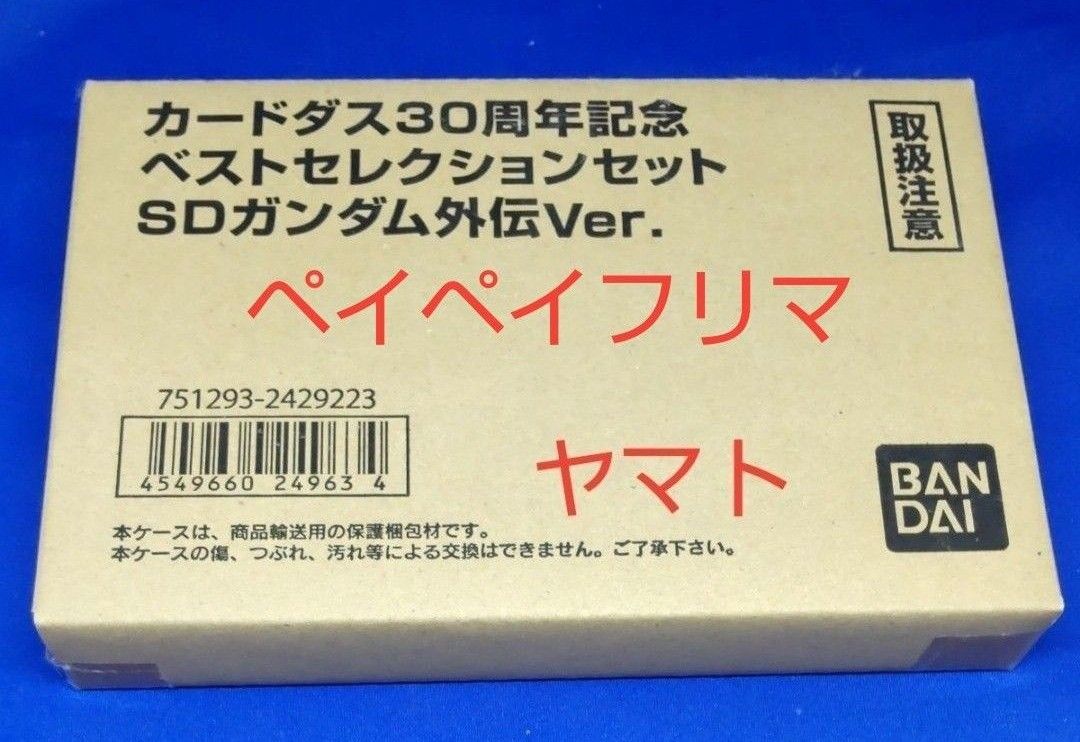 カードダス30周年記念
ベストセレクションセット
SDガンダム外伝Ver.
取扱注意
ペイペイフリマ
751293-2429223
4549660 24963 4
ヤマト
BAN
DAI
本ケースは、商品輸送用の保護梱包材です。
本ケースの傷、つぶれ、汚れ等による交換はできません。ご了承下さい。